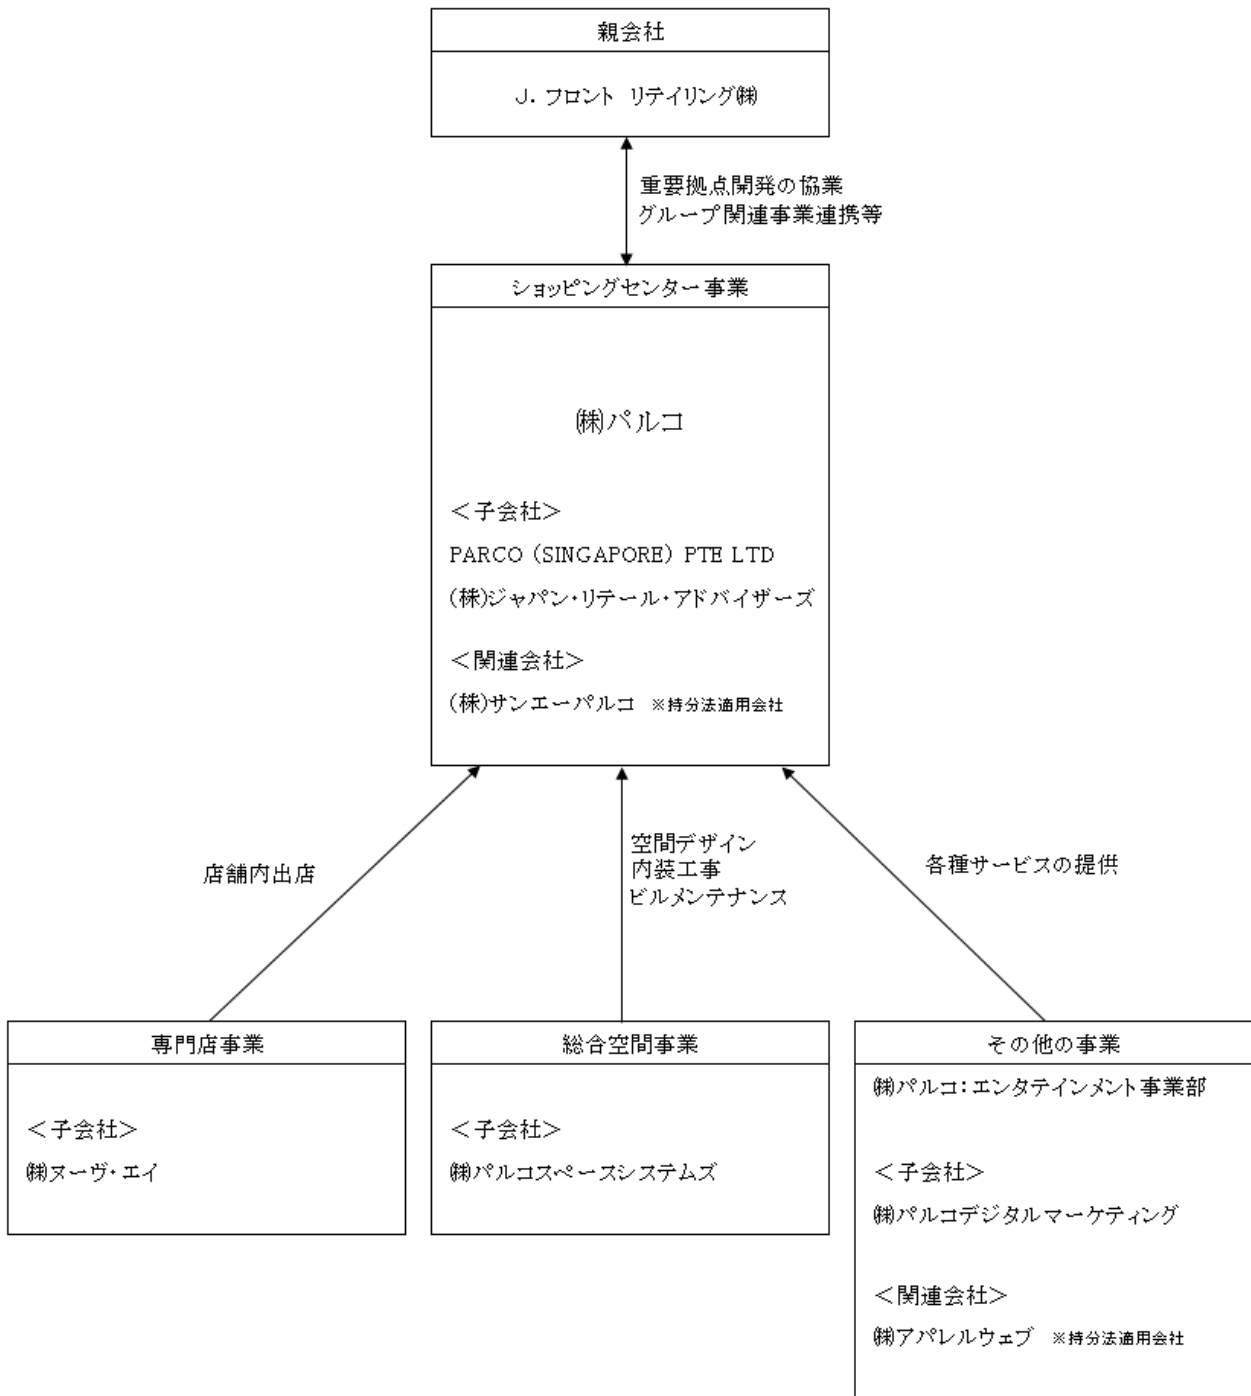 親会社
J. フロント リテイリング㈱
重要拠点開発の協業
グループ関連事業連携等
ショッピングセンター事業
㈱パルコ
＜子会社＞
PARCO (SINGAPORE) PTE LTD
(株)ジャパン・リテール・アドバイザーズ
＜関連会社＞
(株)サンエーパルコ ※持分法適用会社
店舗内出店
空間デザイン
内装工事
ビルメンテナンス
各種サービスの提供
専門店事業
＜子会社＞
㈱ヌーヴ・エイ
総合空間事業
＜子会社＞
㈱パルコスペースシステムズ
その他の事業
㈱パルコ：エンタテインメント事業部
＜子会社＞
㈱パルコデジタルマーケティング
＜関連会社＞
㈱アパレルウェブ ※持分法適用会社